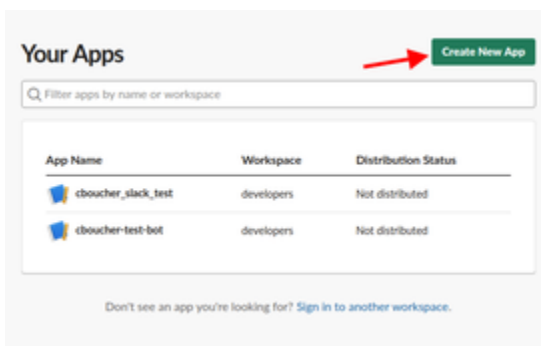 Your Apps
Create New App
Filter apps by name or workspace
App Name Workspace Distribution Status
cboucher_slack_test developers Not distributed
cboucher-test-bot developers Not distributed
Don't see an app you're looking for? Sign in to another workspace.